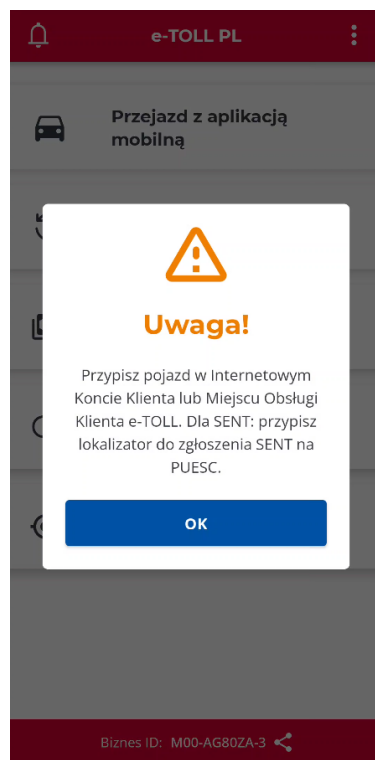 e-TOLL PL
Przejazd z aplikacją
mobilną
Uwaga!
Przypisz pojazd w Internetowym
Koncie Klienta lub Miejscu Obsługi
Klienta e-TOLL. Dla SENT: przypisz
lokalizator do zgłoszenia SENT na
PUESC.
OK
Biznes ID: M00-AG80ZA-3